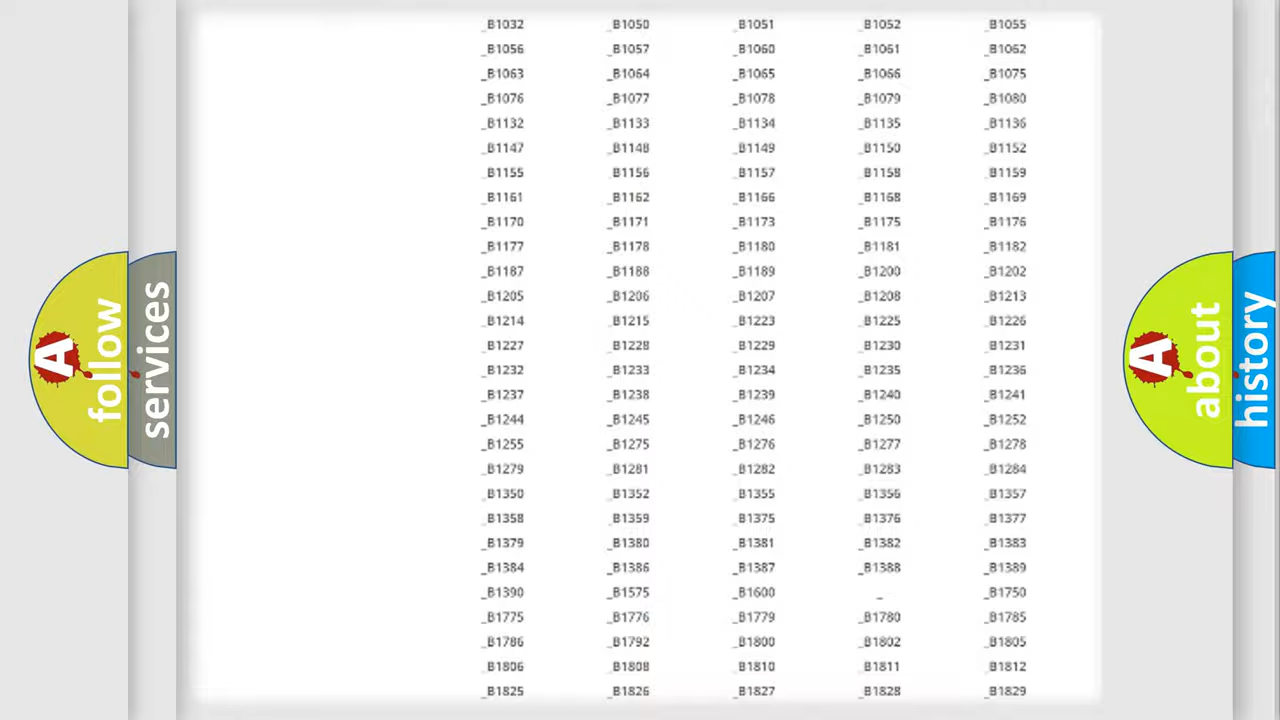 _B1032 _B1050 _B1051 _B1052 _B1055
_B1056 _B1057 _B1060 _B1061 _B1062
_B1063 _B1064 _B1065 _B1066 _B1075
_B1076 _B1077 _B1078 _B1079 _B1080
_B1132 _B1133 _B1134 _B1135 _B1136
_B1147 _B1148 _B1149 _B1150 _B1152
_B1155 _B1156 _B1157 _B1158 _B1159
_B1161 _B1162 _B1166 _B1168 _B1169
_B1170 _B1171 _B1173 _B1175 _B1176
_B1177 _B1178 _B1180 _B1181 _B1182
_B1187 _B1188 _B1189 _B1200 _B1202
_B1205 _B1206 _B1207 _B1208 _B1213
_B1214 _B1215 _B1223 _B1225 _B1226
_B1227 _B1228 _B1229 _B1230 _B1231
_B1232 _B1233 _B1234 _B1235 _B1236
_B1237 _B1238 _B1239 _B1240 _B1241
_B1244 _B1245 _B1246 _B1250 _B1252
_B1255 _B1275 _B1276 _B1277 _B1278
_B1279 _B1281 _B1282 _B1283 _B1284
_B1350 _B1352 _B1355 _B1356 _B1357
_B1358 _B1359 _B1375 _B1376 _B1377
_B1379 _B1380 _B1381 _B1382 _B1383
_B1384 _B1386 _B1387 _B1388 _B1389
_B1390 _B1575 _B1600 _ _B1750
_B1775 _B1776 _B1779 _B1780 _B1785
_B1786 _B1792 _B1800 _B1802 _B1805
_B1806 _B1808 _B1810 _B1811 _B1812
_B1825 _B1826 _B1827 _B1828 _B1829
A
follow
services
A
about
history